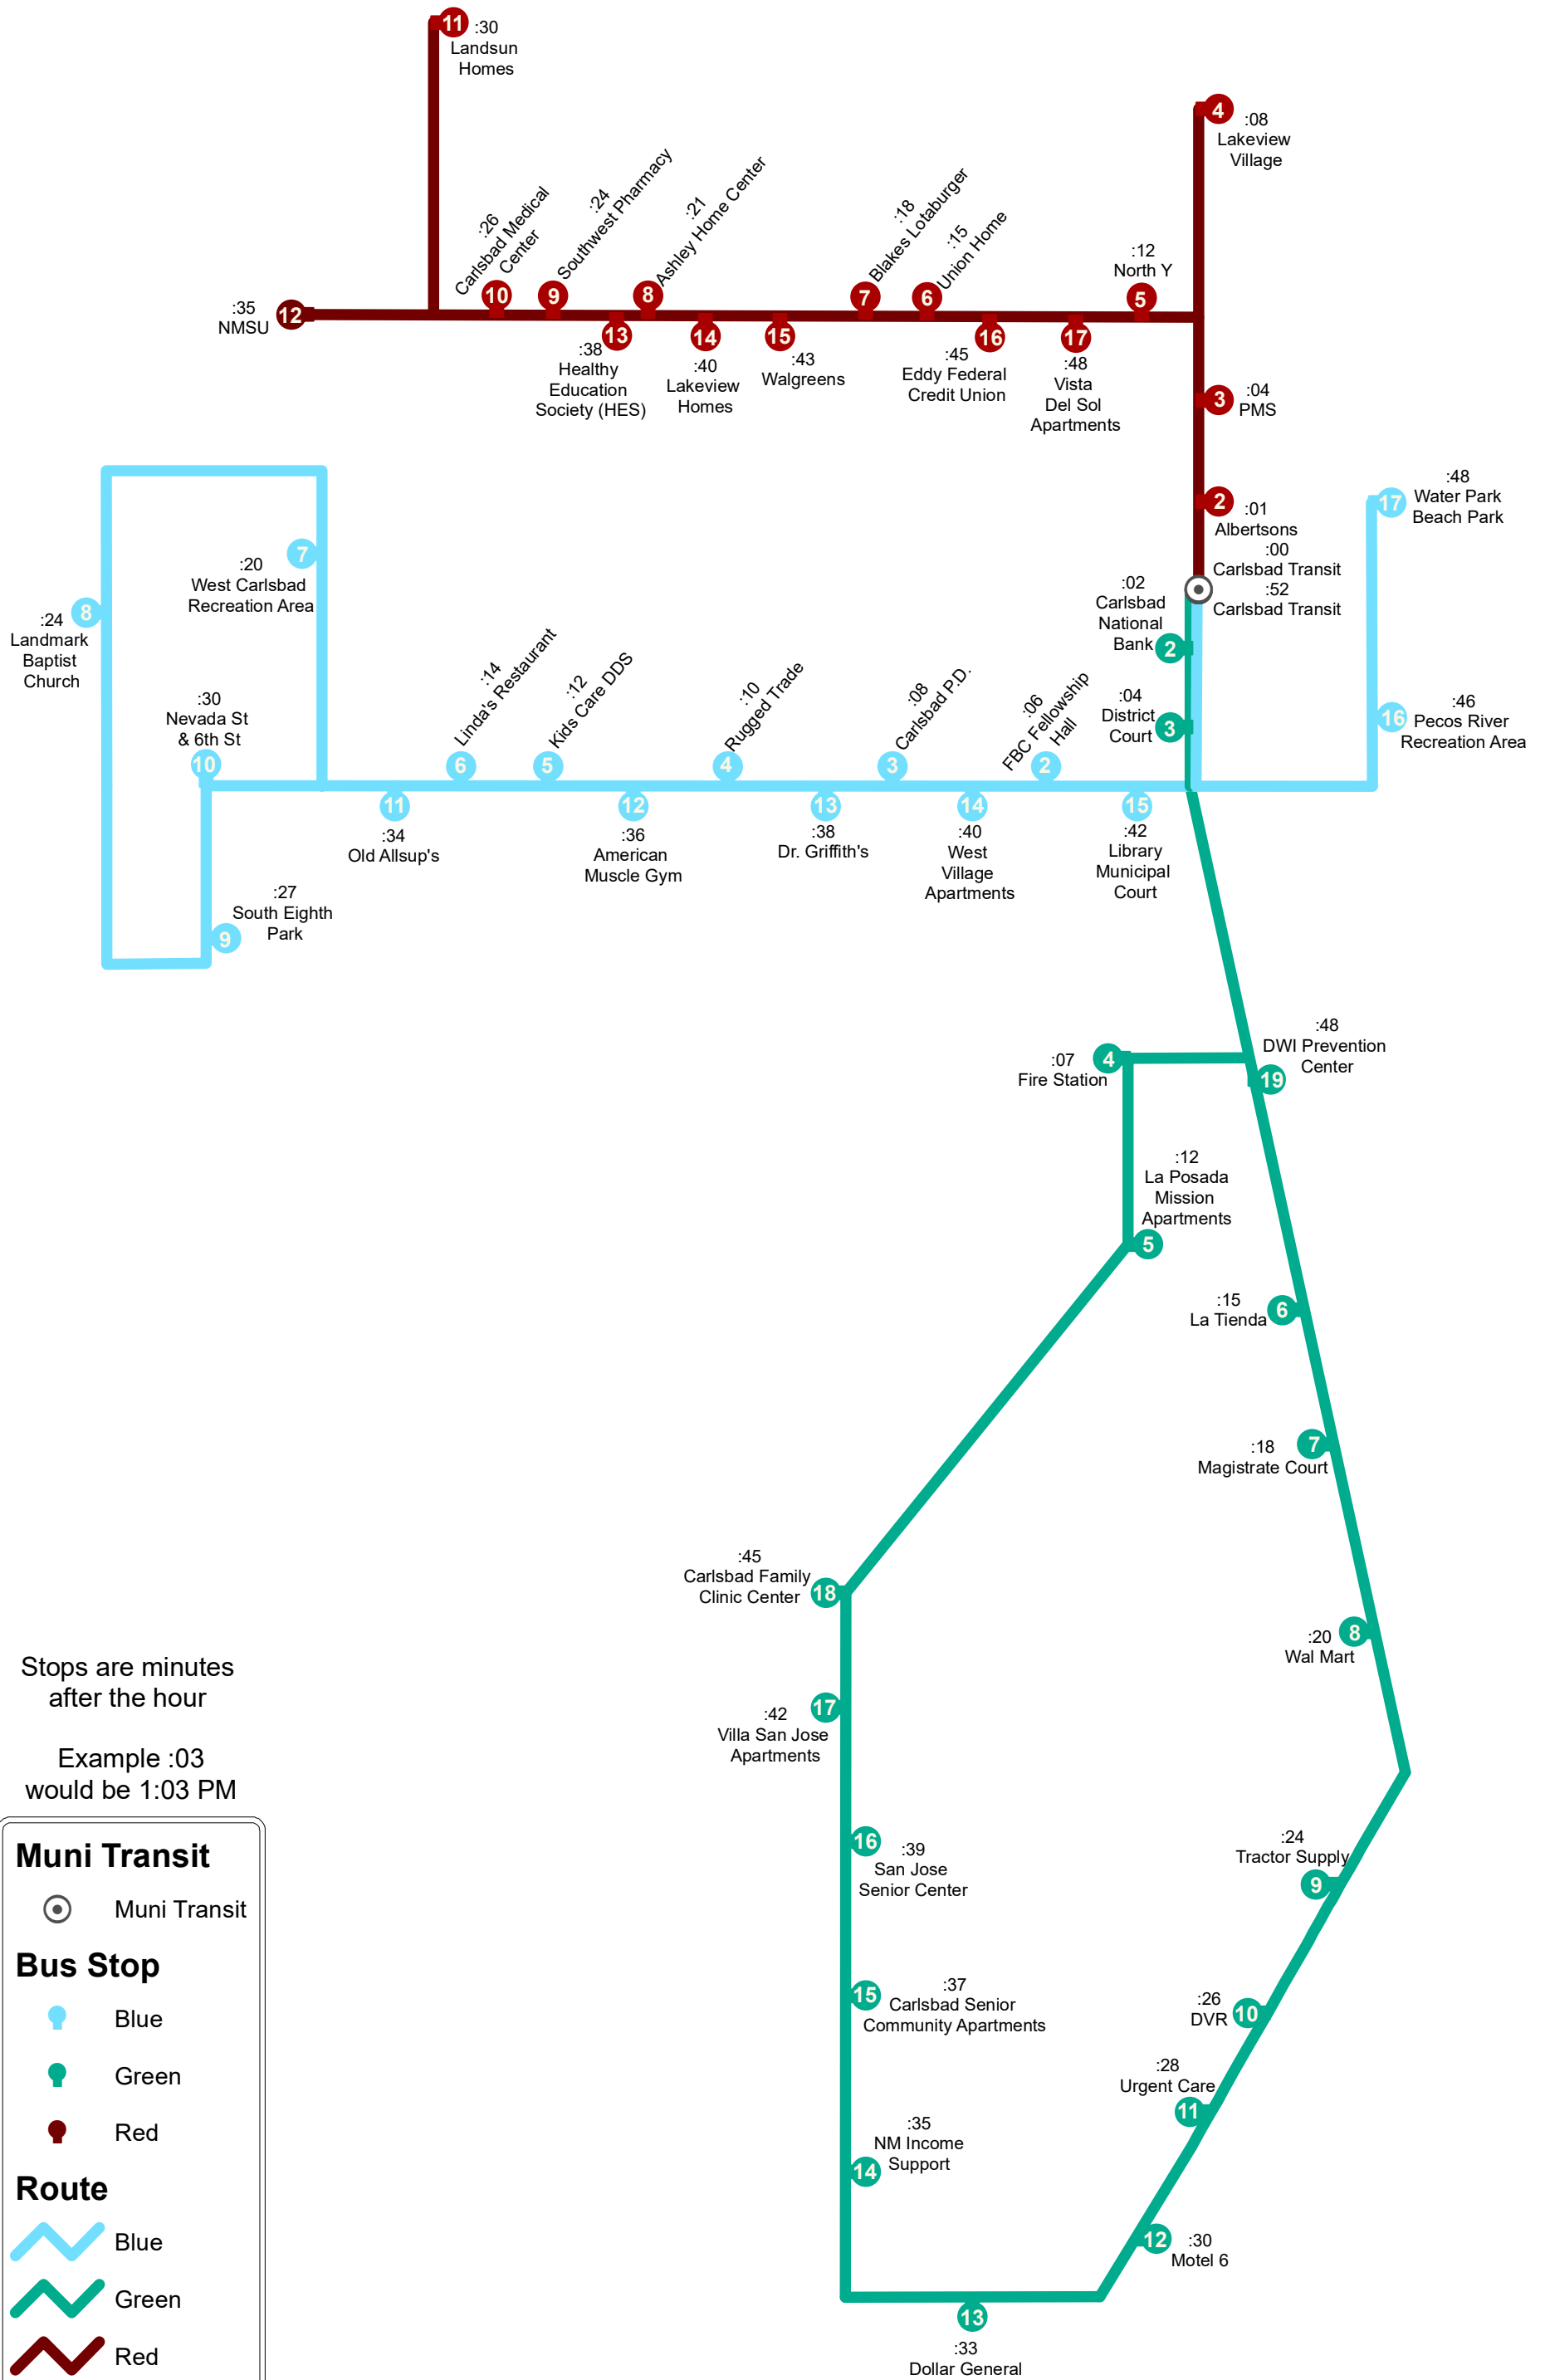 11
:30
Landsun
Homes
4
:08
Lakeview
Village
:26
Carlsbad Medical
Center
10
:24
Southwest Pharmacy
9
:21
Ashley Home Center
8
:18
Blakes Lotaburger
7
:15
Union Home
6
:12
North Y
5
:35
NMSU
12
13
:38
Healthy
Education
Society (HES)
14
:40
Lakeview
Homes
15
:43
Walgreens
16
:45
Eddy Federal
Credit Union
17
:48
Vista
Del Sol
Apartments
3
:04
PMS
2
:01
Albertsons
:00
Carlsbad Transit
:52
Carlsbad Transit
17
:48
Water Park
Beach Park
7
:20
West Carlsbad
Recreation Area
8
:24
Landmark
Baptist
Church
:02
Carlsbad
National
Bank
2
:04
District
Court
3
16
:46
Pecos River
Recreation Area
:30
Nevada St
& 6th St
10
:14
Linda's Restaurant
6
:12
Kids Care DDS
5
:10
Rugged Trade
4
:08
Carlsbad P.D.
3
:06
FBC Fellowship
Hall
2
11
:34
Old Allsup's
12
:36
American
Muscle Gym
13
:38
Dr. Griffith's
14
:40
West
Village
Apartments
15
:42
Library
Municipal
Court
:27
South Eighth
Park
9
:48
DWI Prevention
Center
19
4
:07
Fire Station
:12
La Posada
Mission
Apartments
5
:15
La Tienda
6
7
:18
Magistrate Court
:45
Carlsbad Family
Clinic Center
18
8
:20
Wal Mart
17
:42
Villa San Jose
Apartments
:24
Tractor Supply
9
16
:39
San Jose
Senior Center
15
:37
Carlsbad Senior
Community Apartments
:26
DVR
10
:28
Urgent Care
11
:35
NM Income
Support
14
12
:30
Motel 6
13
:33
Dollar General
Stops are minutes
after the hour
Example :03
would be 1:03 PM
Muni Transit
Muni Transit
Bus Stop
Blue
Green
Red
Route
Blue
Green
Red